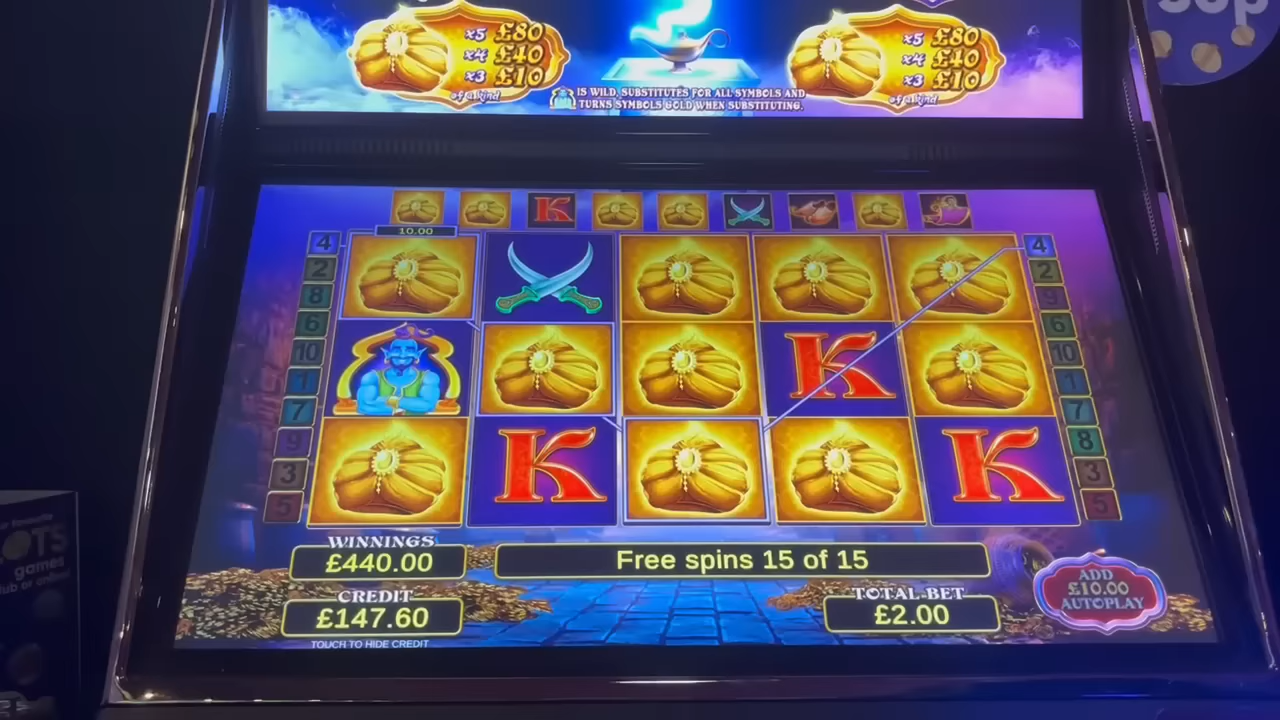 x5 £80
x4 £40
x3 £10
of a kind
x5 £80
x4 £40
x3 £10
of a kind
IS WILD, SUBSTITUTES FOR ALL SYMBOLS AND
TURNS SYMBOLS GOLD WHEN SUBSTITUTING.
50p
K
10.00
4
2
8
6
10
1
7
9
3
5
K
K
K
4
2
9
6
10
1
7
8
3
5
WINNINGS
£440.00
Free spins 15 of 15
CREDIT
£147.60
TOUCH TO HIDE CREDIT
TOTAL BET
£2.00
ADD
£10.00
AUTOPLAY
games